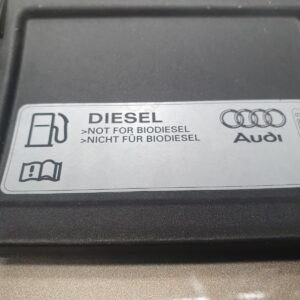 DIESEL
>NOT FOR BIODIESEL
>NICHT FÜR BIODIESEL
Audi